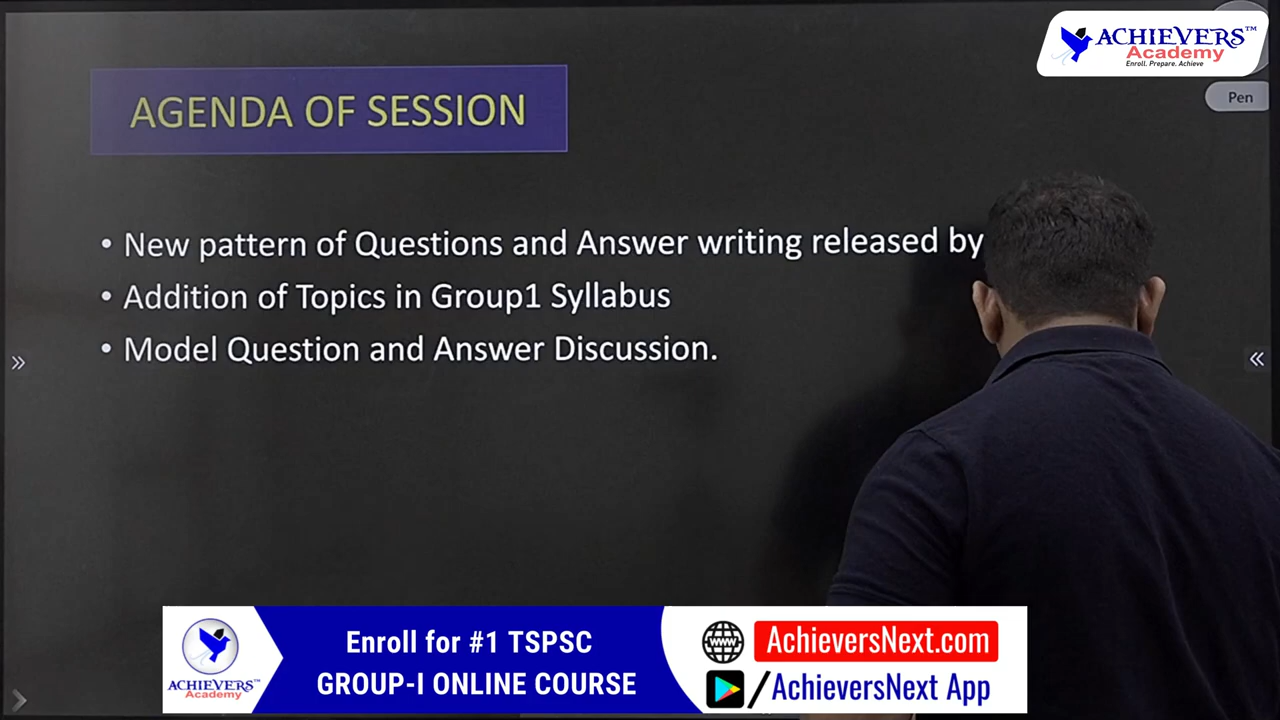 ACHIEVERS™
Academy
Enroll. Prepare. Achieve
Pen
AGENDA OF SESSION
• New pattern of Questions and Answer writing released by
• Addition of Topics in Group1 Syllabus
• Model Question and Answer Discussion.
ACHIEVERS™
Academy
Enroll for #1 TSPSC
GROUP-I ONLINE COURSE
www
AchieversNext.com
/AchieversNext App